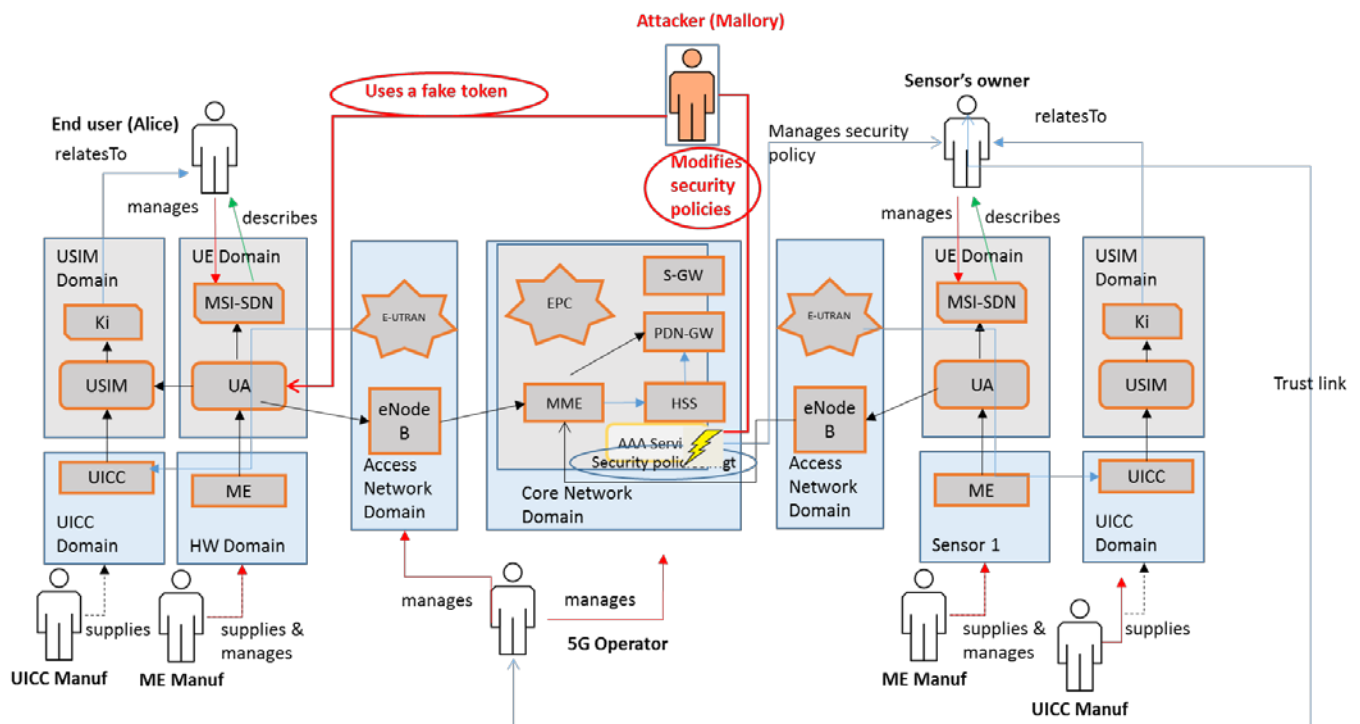 Attacker (Mallory)
Uses a fake token
Sensor's owner
End user (Alice)
relatesTo
relatesTo
Manages security
policy
Modifies
security
policies
manages
describes
manages
describes
USIM
Domain
UE Domain
S-GW
UE Domain
USIM
Domain
MSI-SDN
EPC
MSI-SDN
Ki
E-UTRAN
PDN-GW
E-UTRAN
Ki
USIM
UA
MME
HSS
UA
USIM
Trust link
eNode
B
eNode
B
AAA Servi
Security polic
gt
UICC
ME
Access
Network
Domain
Core Network
Domain
Access
Network
Domain
ME
UICC
UICC
Domain
HW Domain
Sensor 1
UICC
Domain
manages
manages
supplies
supplies &
manages
5G Operator
supplies &
manages
supplies
UICC Manuf
ME Manuf
ME Manuf
UICC Manuf